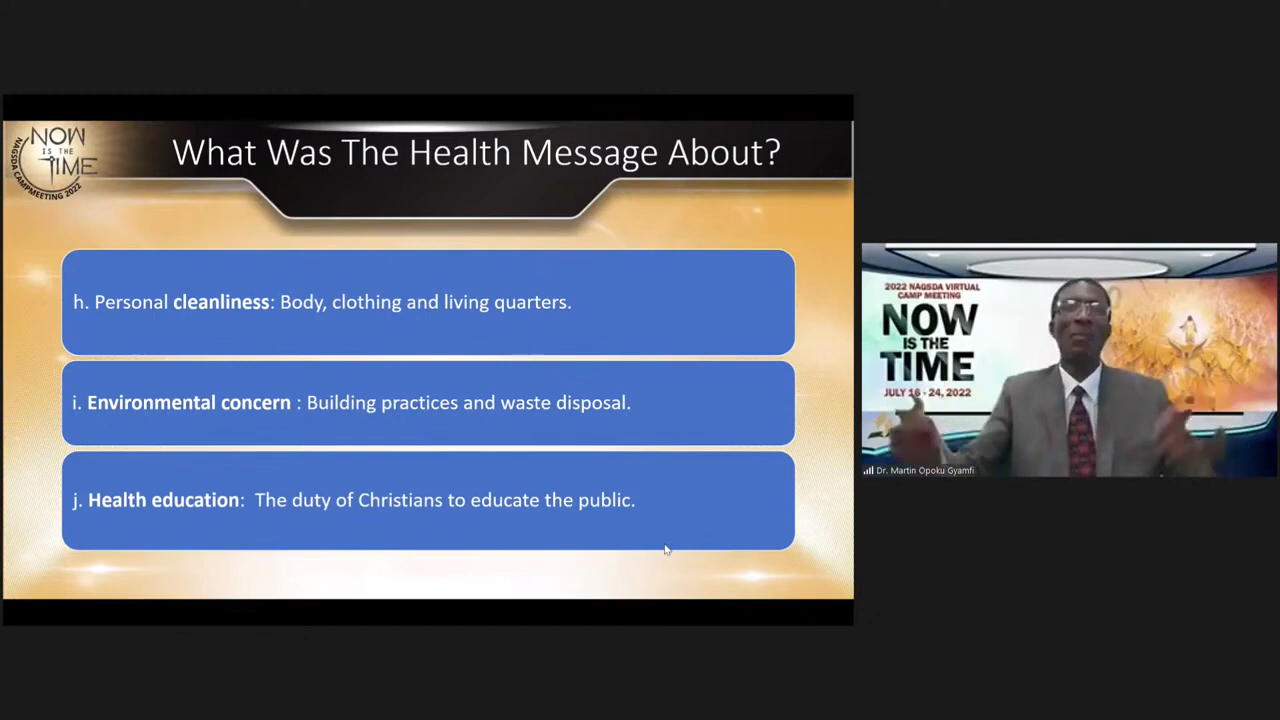 NOW
IS THE
TIME
NAGSDA CAMPMEETING 2022
What Was The Health Message About?
h. Personal cleanliness: Body, clothing and living quarters.
i. Environmental concern : Building practices and waste disposal.
j. Health education:  The duty of Christians to educate the public.
2022 NAGSDA VIRTUAL
CAMP MEETING
NOW
IS THE
TIME
JULY 16 - 24, 2022
Dr. Martin Opoku Gyamfi